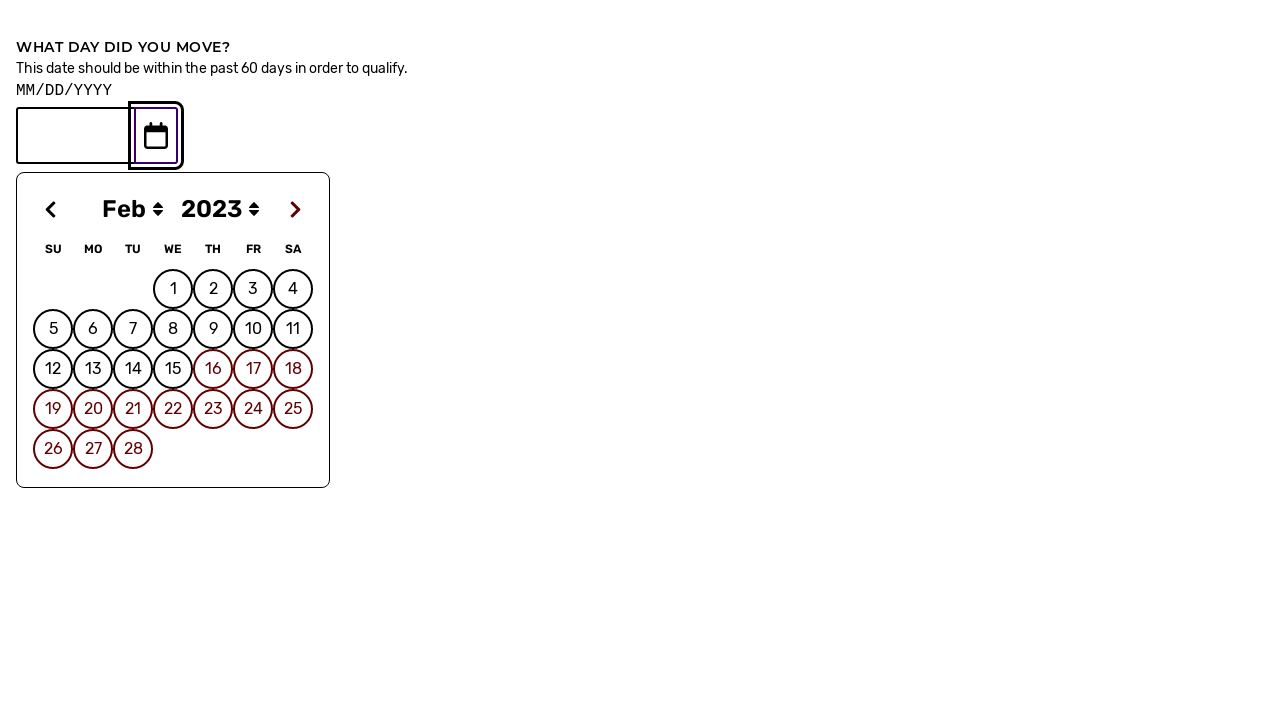 WHAT DAY DID YOU MOVE?
This date should be within the past 60 days in order to qualify.
MM/DD/YYYY
Feb 2023
SU MO TU WE TH FR SA
1 2 3 4
5 6 7 8 9 10 11
12 13 14 15 16 17 18
19 20 21 22 23 24 25
26 27 28